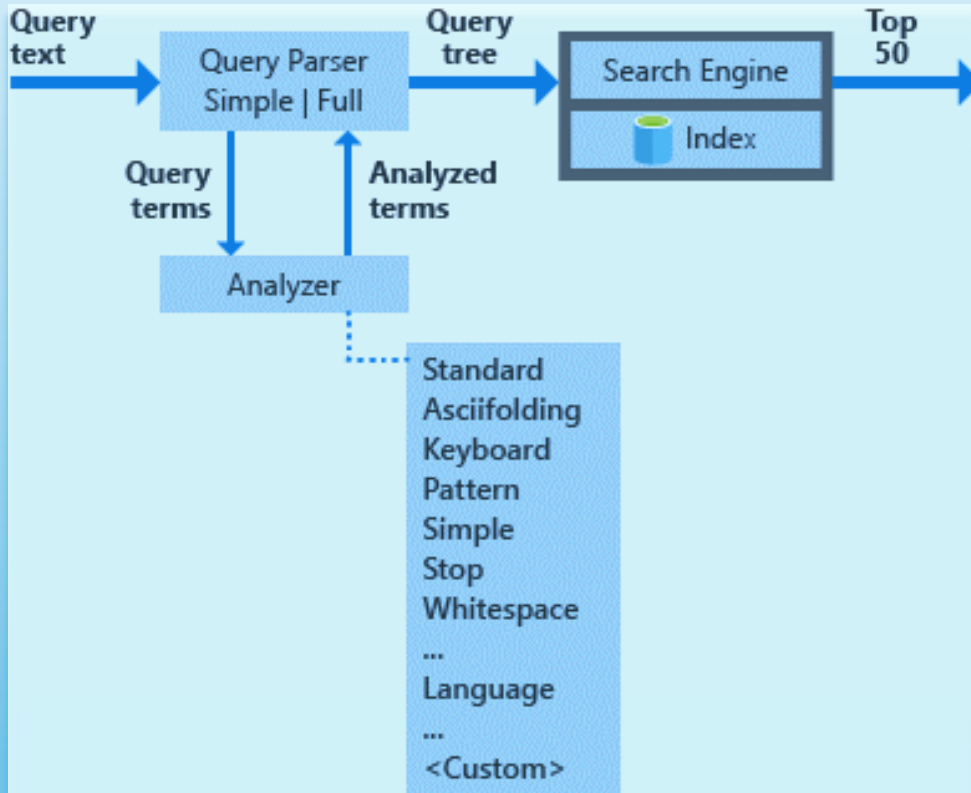 Query
text
Query Parser
Simple | Full
Query
tree
Search Engine
Index
Top
50
Query
terms
Analyzed
terms
Analyzer
Standard
Asciifolding
Keyboard
Pattern
Simple
Stop
Whitespace
...
Language
...
<Custom>